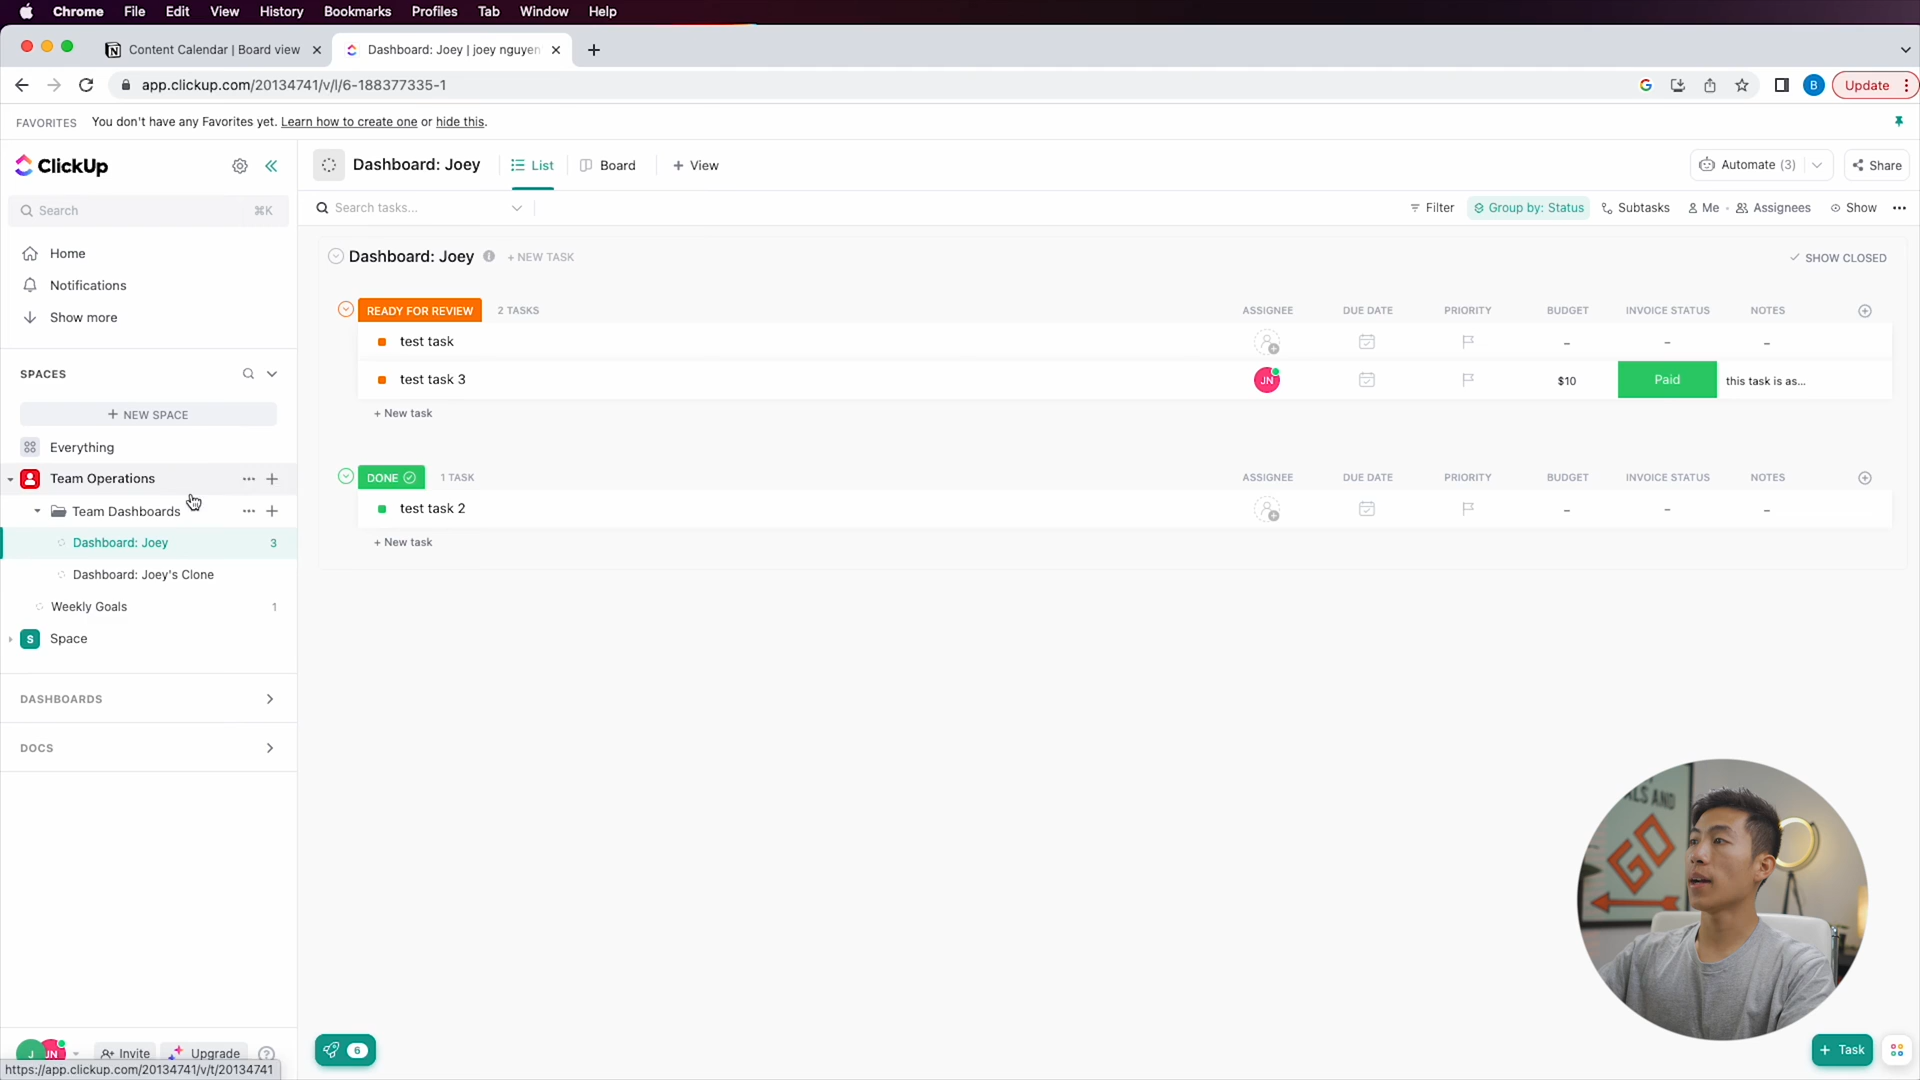 Chrome File Edit View History Bookmarks Profiles Tab Window Help
Content Calendar | Board view
Dashboard: Joey | joey nguyen
app.clickup.com/20134741/v/l/6-188377335-1
B
Update
FAVORITES You don't have any Favorites yet. Learn how to create one or hide this.
ClickUp
Dashboard: Joey
List
Board
+ View
Automate (3)
Share
Search ⌘K
Search tasks...
Filter
Group by: Status
Subtasks
Me
Assignees
Show
Home
Notifications
Show more
Dashboard: Joey
+ NEW TASK
SHOW CLOSED
READY FOR REVIEW 2 TASKS ASSIGNEE DUE DATE PRIORITY BUDGET INVOICE STATUS NOTES
test task – – –
test task 3 JN $10 Paid this task is as...
+ New task
SPACES
+ NEW SPACE
Everything
Team Operations
Team Dashboards
Dashboard: Joey 3
Dashboard: Joey's Clone
Weekly Goals 1
S Space
DONE 1 TASK ASSIGNEE DUE DATE PRIORITY BUDGET INVOICE STATUS NOTES
test task 2 – – –
+ New task
DASHBOARDS
DOCS
GO
J JN Invite Upgrade ?
6
+ Task
https://app.clickup.com/20134741/v/t/20134741